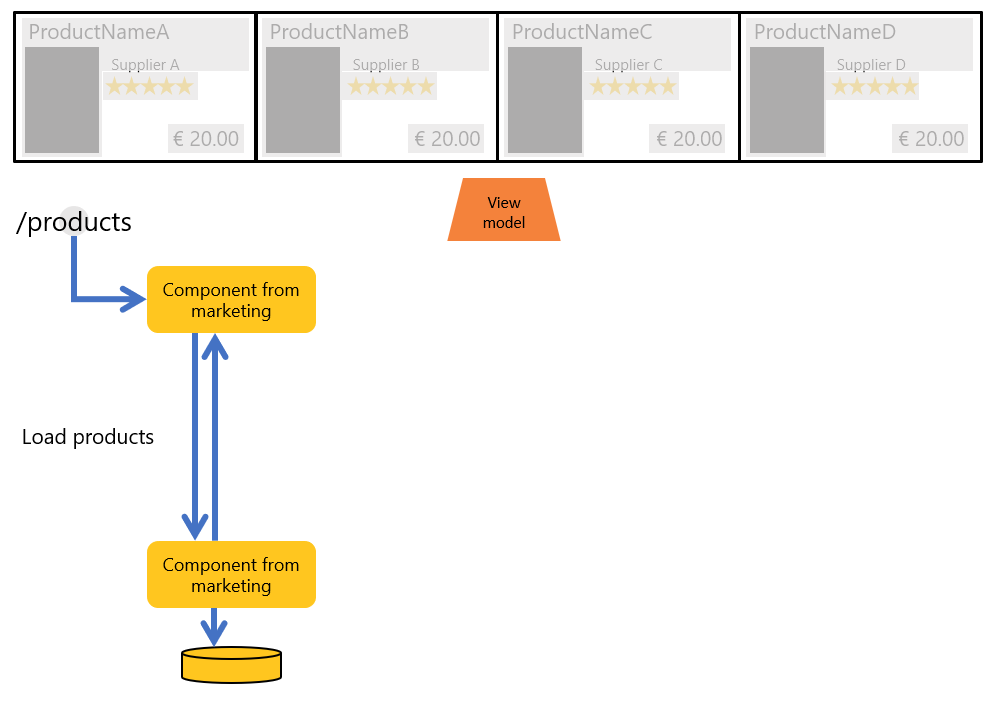 ProductNameA
Supplier A
€ 20.00
ProductNameB
Supplier B
€ 20.00
ProductNameC
Supplier C
€ 20.00
ProductNameD
Supplier D
€ 20.00
View
model
/products
Component from
marketing
Load products
Component from
marketing